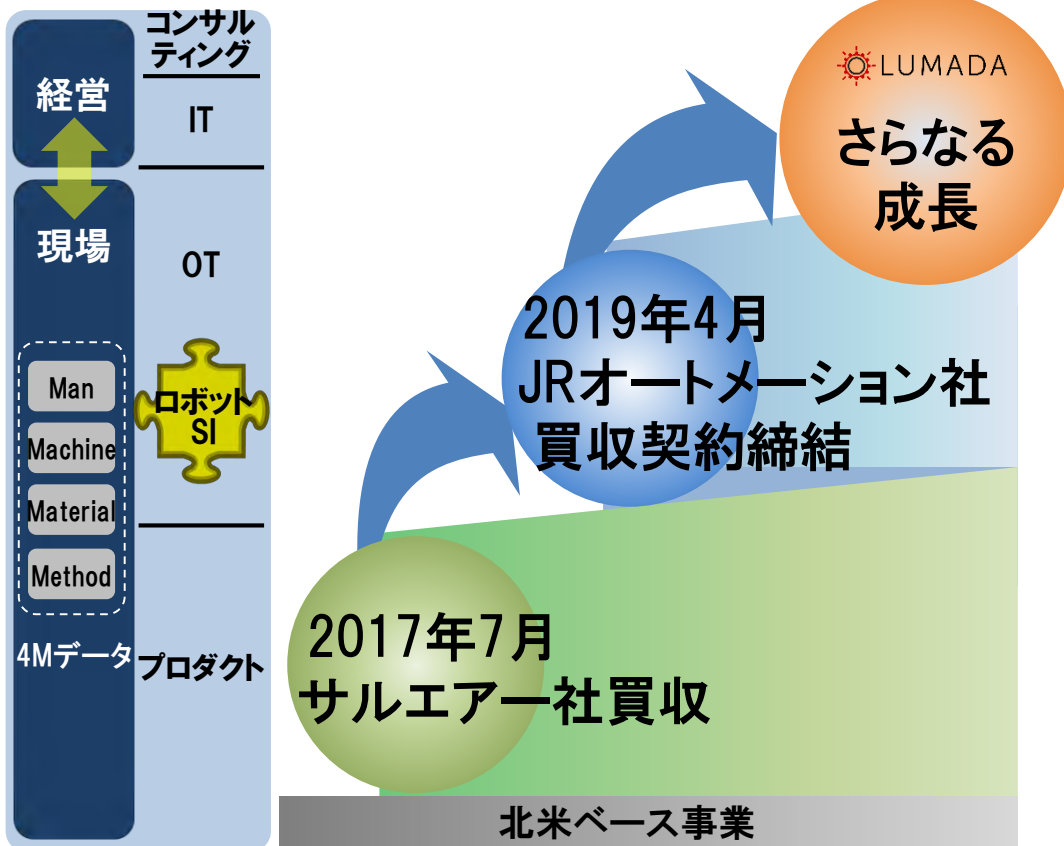 経営
現場
Man
Machine
Material
Method
4Mデータ
コンサル
ティング
IT
OT
ロボット
SI
プロダクト
LUMADA
さらなる
成長
2019年4月
JRオートメーション社
買収契約締結
2017年7月
サルエアー社買収
北米ベース事業